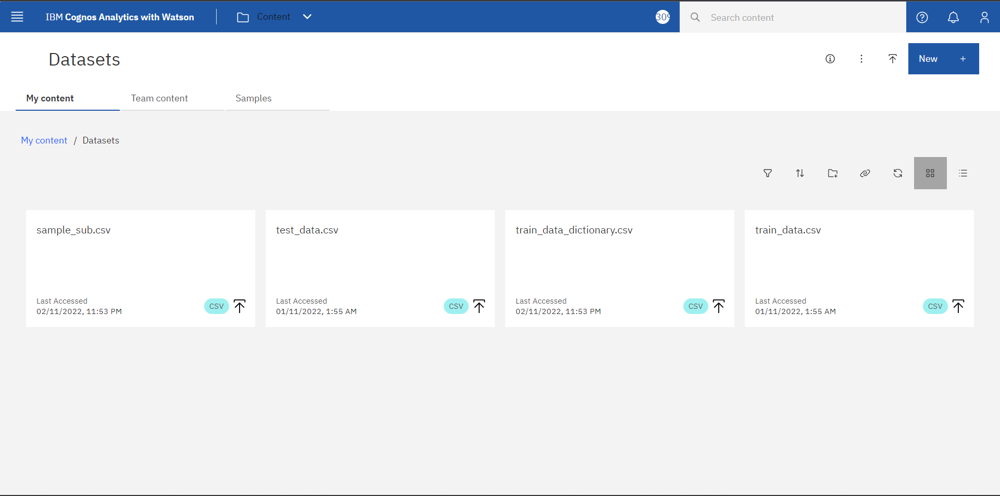 IBM Cognos Analytics with Watson
Content
30
Search content
Datasets
New +
My content
Team content
Samples
My content / Datasets
sample_sub.csv
Last Accessed
02/11/2022, 11:53 PM
CSV
test_data.csv
Last Accessed
01/11/2022, 1:55 AM
CSV
train_data_dictionary.csv
Last Accessed
02/11/2022, 11:53 PM
CSV
train_data.csv
Last Accessed
01/11/2022, 1:55 AM
CSV